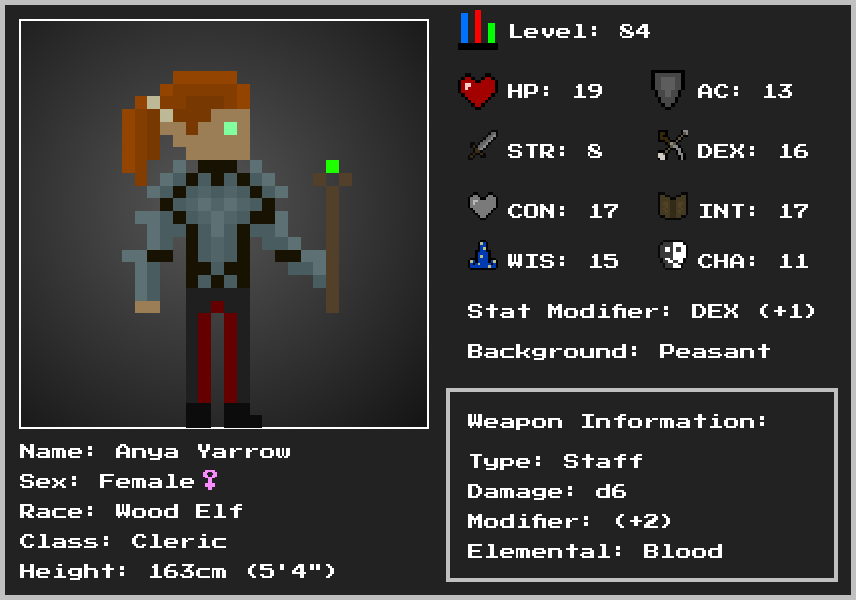 Level: 84
HP: 19
AC: 13
STR: 8
DEX: 16
CON: 17
INT: 17
WIS: 15
CHA: 11
Stat Modifier: DEX (+1)
Background: Peasant
Weapon Information:
Type: Staff
Damage: d6
Modifier: (+2)
Elemental: Blood
Name: Anya Yarrow
Sex: Female♀
Race: Wood Elf
Class: Cleric
Height: 163cm (5'4")